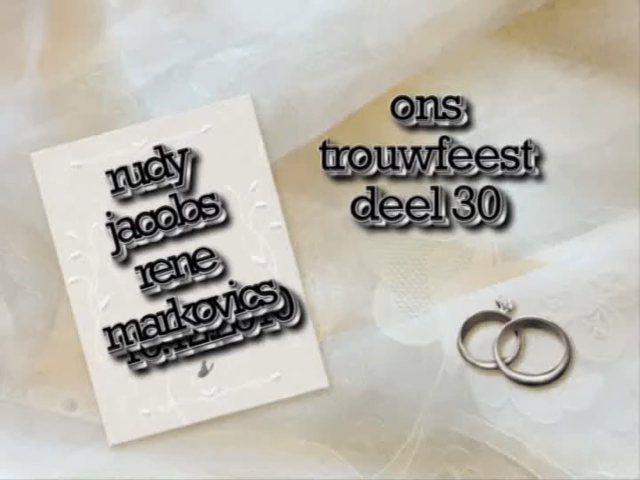 rudy
jacobs
rene
markovics
ons
trouwfeest
deel 30